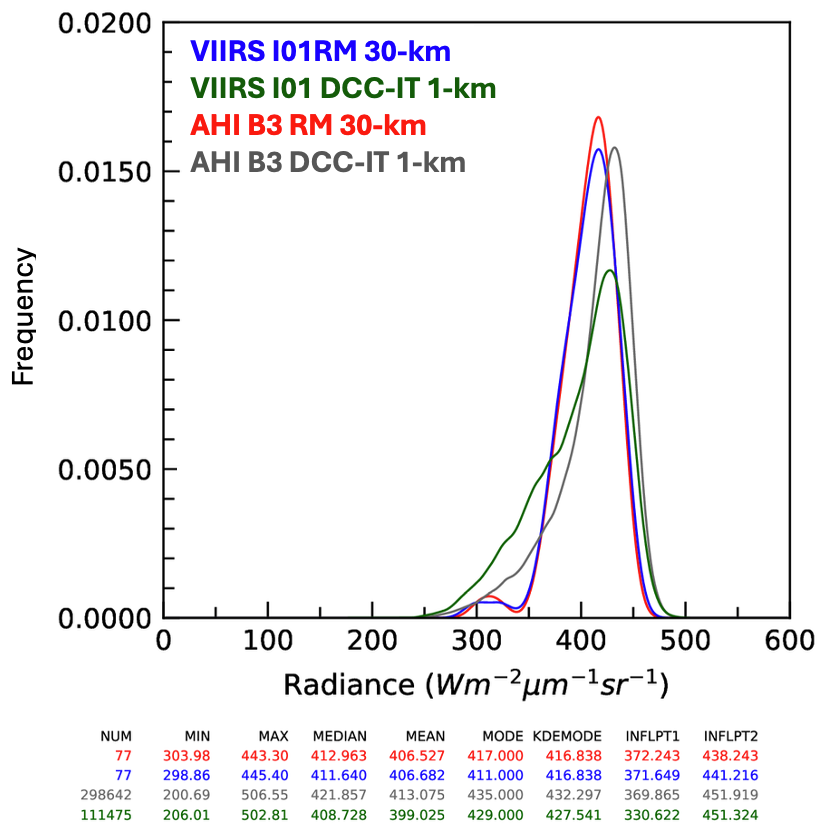 0.0200
VIIRS I01RM 30-km
VIIRS I01 DCC-IT 1-km
AHI B3 RM 30-km
AHI B3 DCC-IT 1-km
0.0150
0.0100
0.0050
0.0000
Frequency
0 100 200 300 400 500 600
Radiance (Wm⁻²μm⁻¹sr⁻¹)
NUM MIN MAX MEDIAN MEAN MODE KDEMODE INFLPT1 INFLPT2
77 303.98 443.30 412.963 406.527 417.000 416.838 372.243 438.243
77 298.86 445.40 411.640 406.682 411.000 416.838 371.649 441.216
298642 200.69 506.55 421.857 413.075 435.000 432.297 369.865 451.919
111475 206.01 502.81 408.728 399.025 429.000 427.541 330.622 451.324